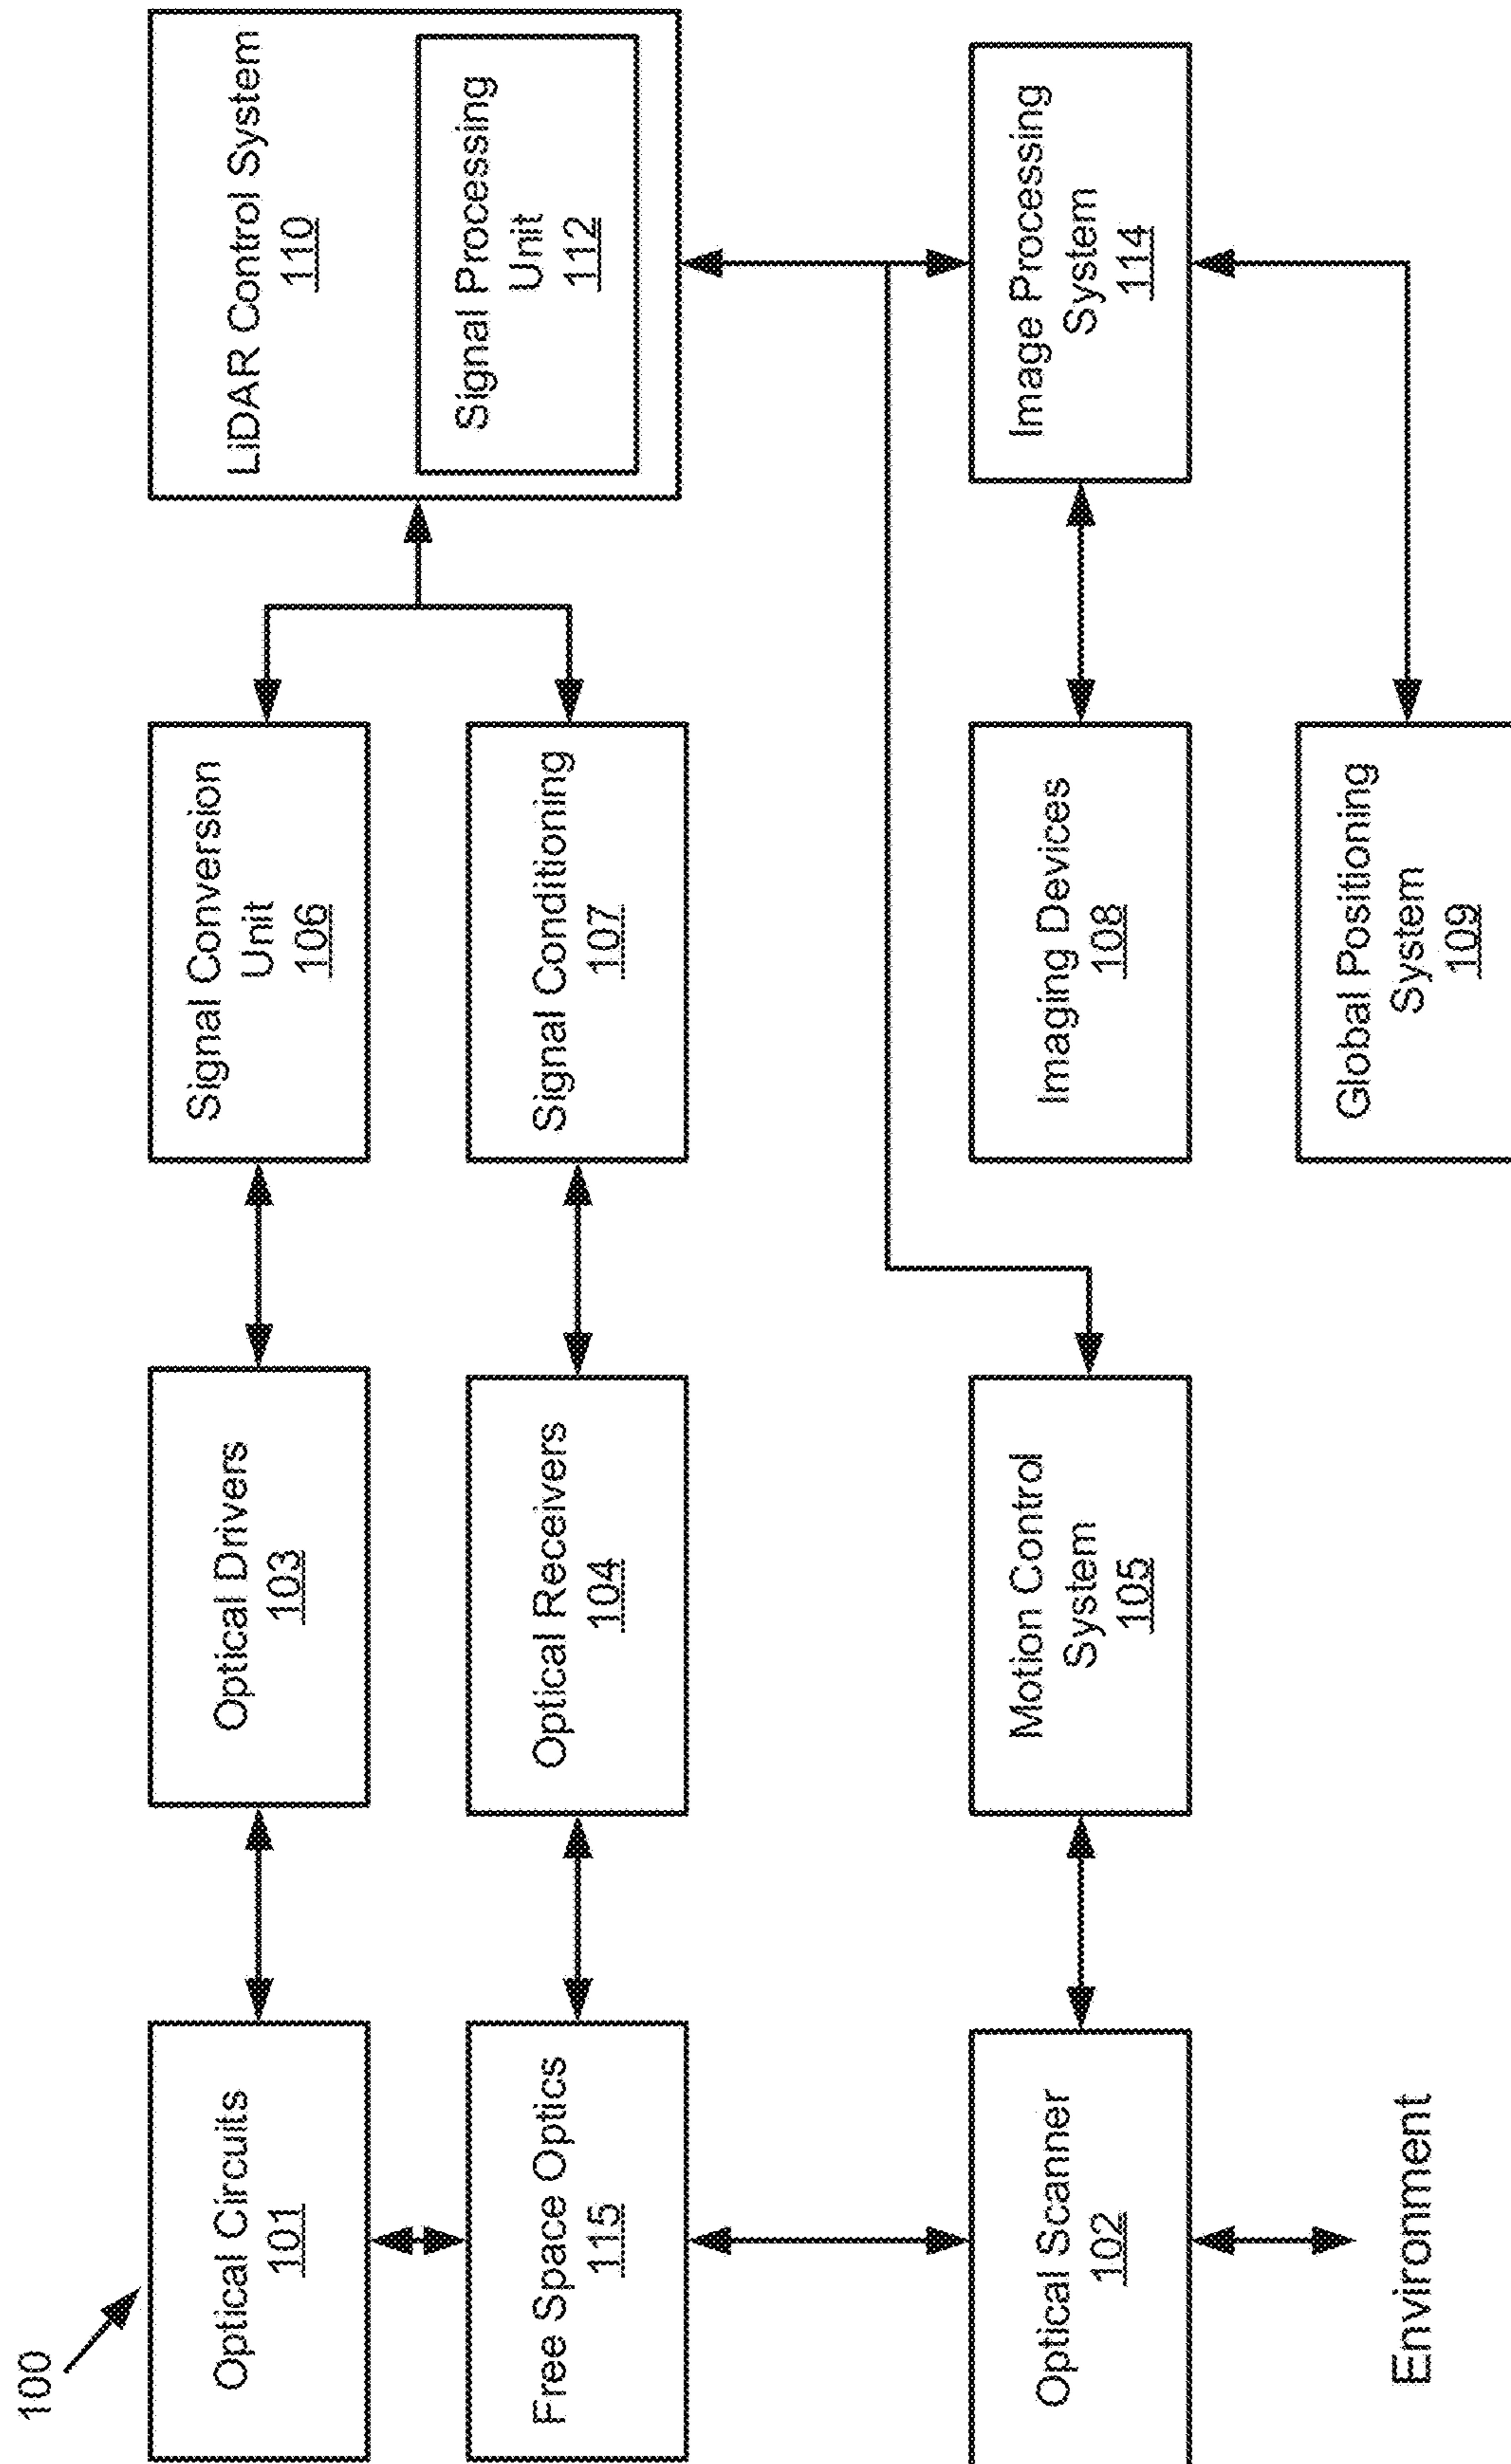 100
Optical Circuits
101
Optical Drivers
103
Signal Conversion
Unit
106
LiDAR Control System
110
Signal Processing
Unit
112
Free Space Optics
115
Optical Receivers
104
Signal Conditioning
107
Optical Scanner
102
Motion Control
System
105
Imaging Devices
108
Image Processing
System
114
Environment
Global Positioning
System
109